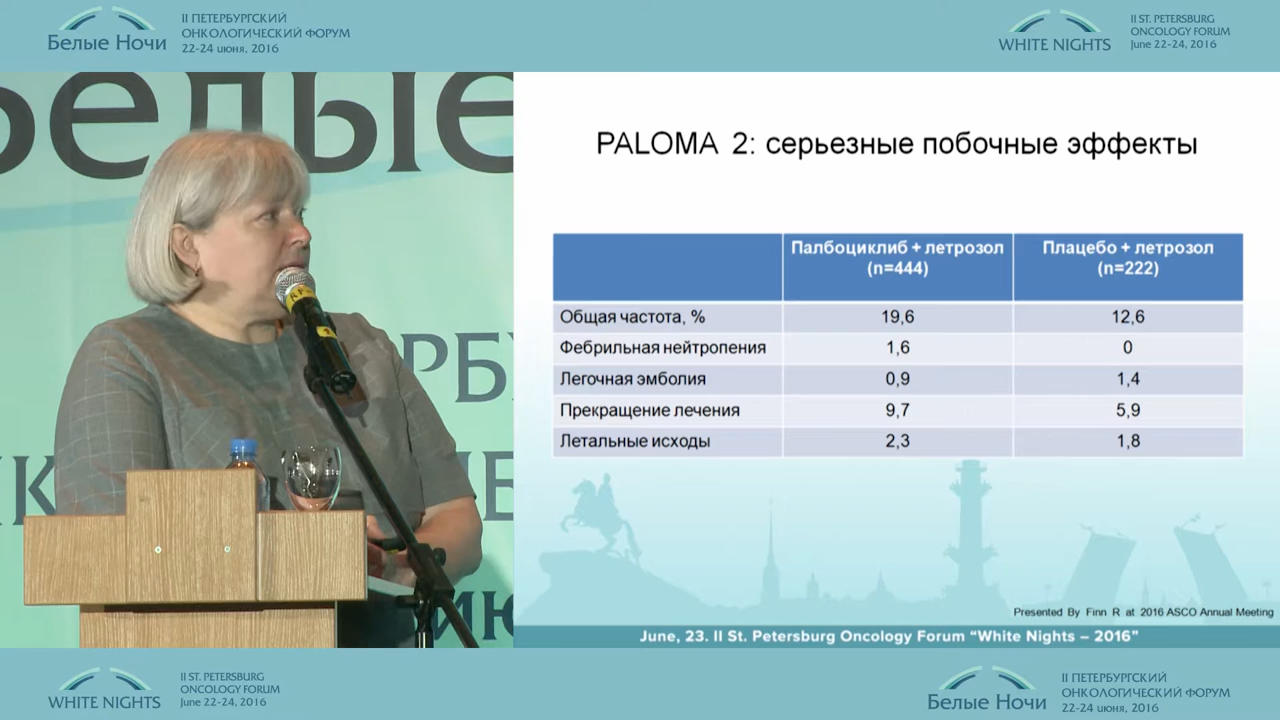 Белые Ночи
II ПЕТЕРБУРГСКИЙ
ОНКОЛОГИЧЕСКИЙ ФОРУМ
22-24 июня, 2016
WHITE NIGHTS
II ST. PETERSBURG
ONCOLOGY FORUM
June 22-24, 2016
Белые
PALOMA 2: серьезные побочные эффекты
Палбоциклиб + летрозол (n=444)
Плацебо + летрозол (n=222)
Общая частота, % 19,6 12,6
Фебрильная нейтропения 1,6 0
Легочная эмболия 0,9 1,4
Прекращение лечения 9,7 5,9
Летальные исходы 2,3 1,8
Presented By Finn R at 2016 ASCO Annual Meeting
June, 23. II St. Petersburg Oncology Forum “White Nights – 2016”
WHITE NIGHTS
II ST. PETERSBURG
ONCOLOGY FORUM
June 22-24, 2016
Белые Ночи
II ПЕТЕРБУРГСКИЙ
ОНКОЛОГИЧЕСКИЙ ФОРУМ
22-24 июня, 2016